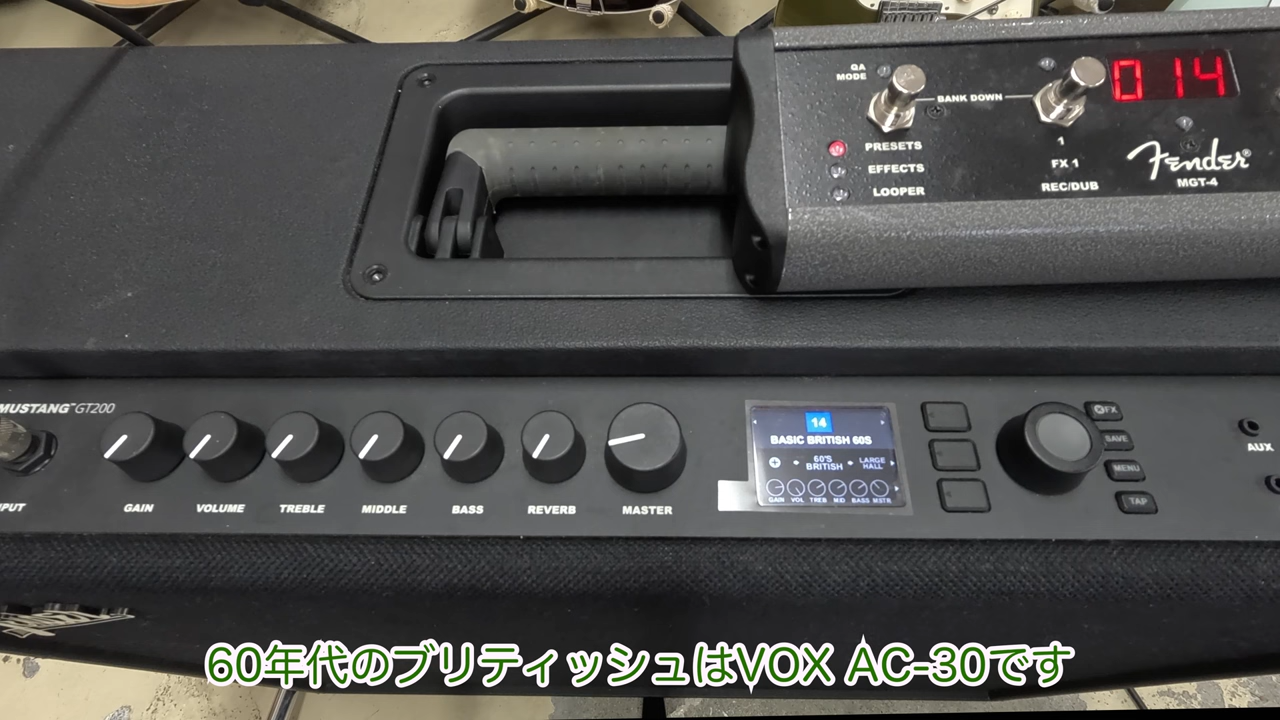 QA
MODE
BANK DOWN
014
PRESETS
EFFECTS
LOOPER
1
FX 1
REC/DUB
Fender®
MGT-4
MUSTANG™ GT200
GAIN
VOLUME
TREBLE
MIDDLE
BASS
REVERB
MASTER
14
BASIC BRITISH 60S
60'S
BRITISH
LARGE
HALL
GAIN VOL TREB MID BASS MSTR
FX
SAVE
MENU
TAP
AUX
60年代のブリティッシュはVOX AC-30です